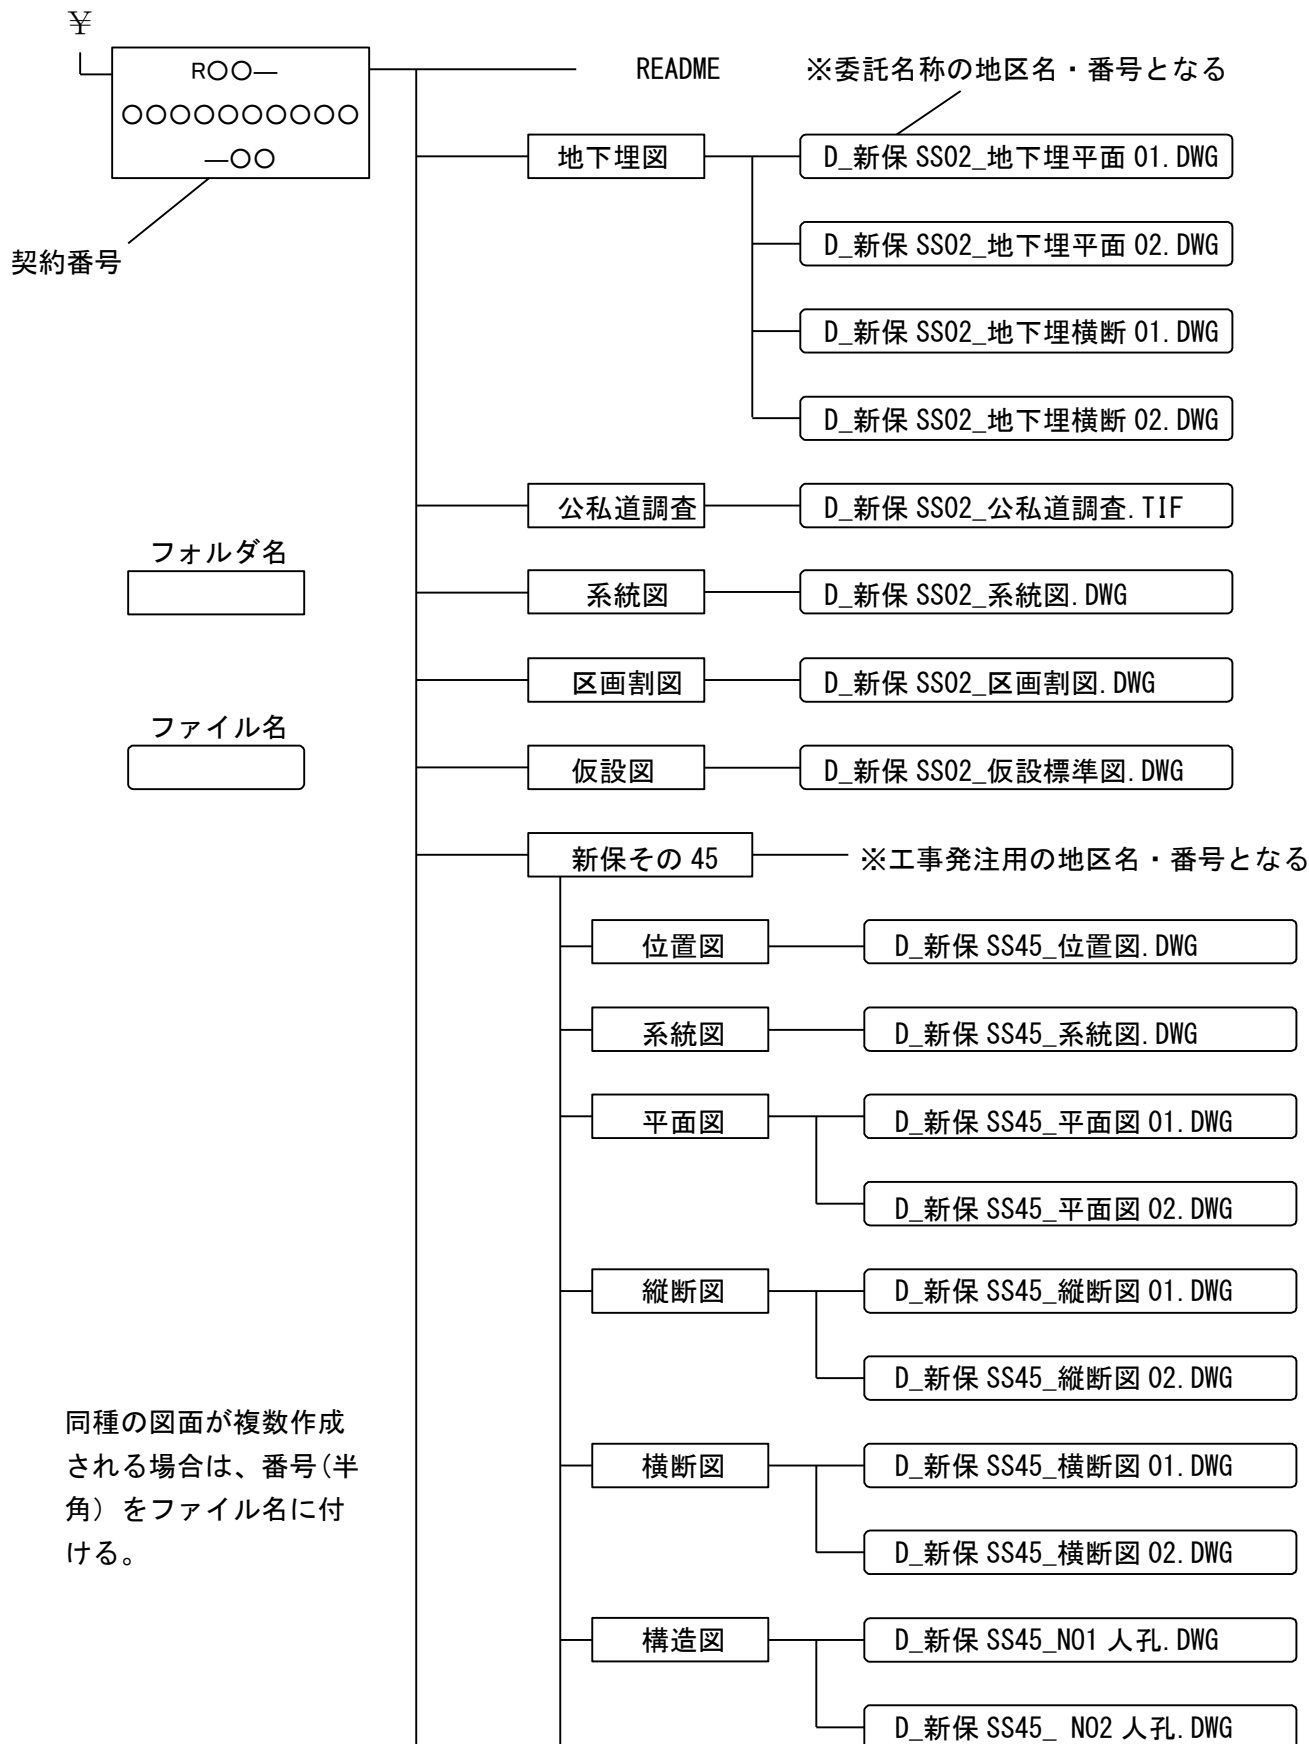 ¥
R○○―
○○○○○○○○○○
―○○
契約番号
README
※委託名称の地区名・番号となる
地下埋図
D_新保 SS02_地下埋平面 01.DWG
D_新保 SS02_地下埋平面 02.DWG
D_新保 SS02_地下埋横断 01.DWG
D_新保 SS02_地下埋横断 02.DWG
公私道調査
D_新保 SS02_公私道調査.TIF
フォルダ名
系統図
D_新保 SS02_系統図.DWG
区画割図
D_新保 SS02_区画割図.DWG
ファイル名
仮設図
D_新保 SS02_仮設標準図.DWG
新保その 45
※工事発注用の地区名・番号となる
位置図
D_新保 SS45_位置図.DWG
系統図
D_新保 SS45_系統図.DWG
平面図
D_新保 SS45_平面図 01.DWG
D_新保 SS45_平面図 02.DWG
縦断図
D_新保 SS45_縦断図 01.DWG
D_新保 SS45_縦断図 02.DWG
同種の図面が複数作成
される場合は、番号(半
角）をファイル名に付
ける。
横断図
D_新保 SS45_横断図 01.DWG
D_新保 SS45_横断図 02.DWG
構造図
D_新保 SS45_NO1 人孔.DWG
D_新保 SS45_ NO2 人孔.DWG